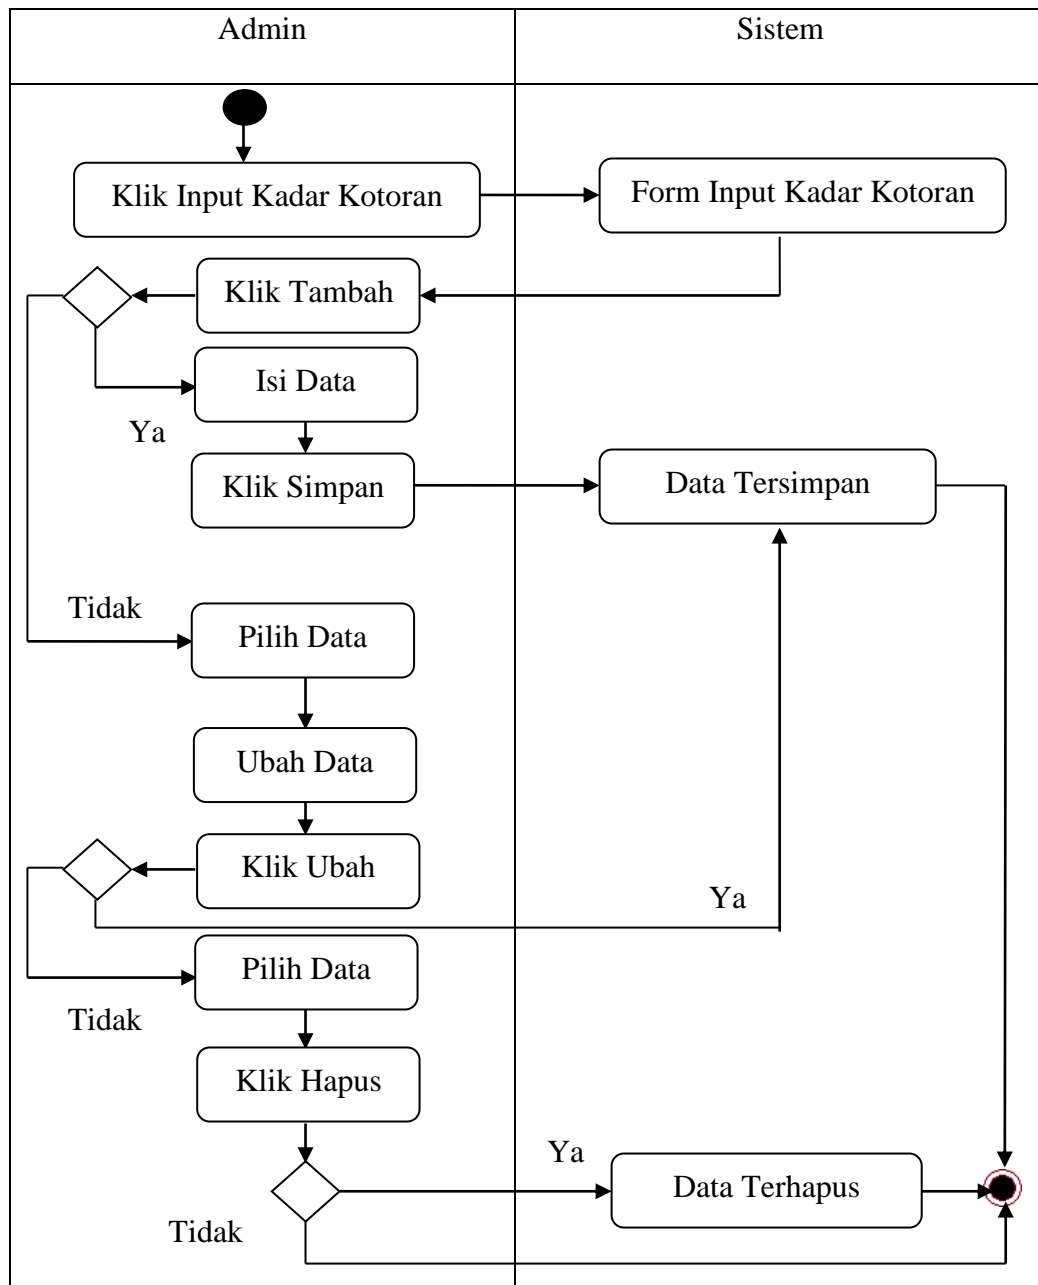 Admin
Sistem
Klik Input Kadar Kotoran
Form Input Kadar Kotoran
Klik Tambah
Isi Data
Ya
Klik Simpan
Data Tersimpan
Tidak
Pilih Data
Ubah Data
Klik Ubah
Ya
Pilih Data
Tidak
Klik Hapus
Ya
Data Terhapus
Tidak